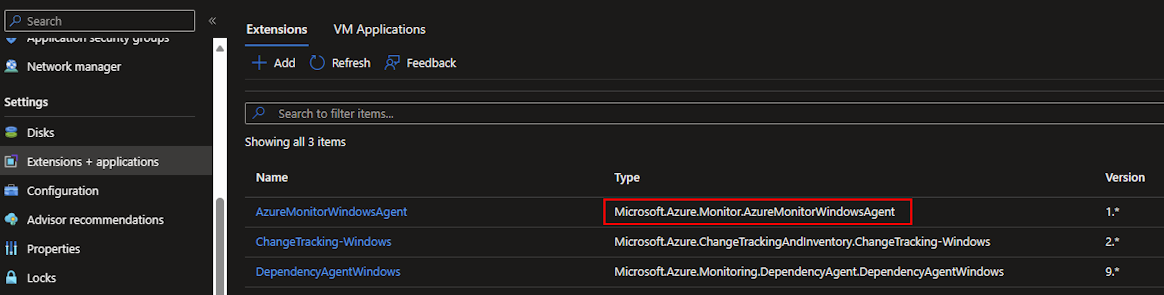 Search
«
Application security groups
Network manager
Settings
Disks
Extensions + applications
Configuration
Advisor recommendations
Properties
Locks
Extensions VM Applications
+ Add Refresh Feedback
Search to filter items...
Showing all 3 items
Name Type Version
AzureMonitorWindowsAgent Microsoft.Azure.Monitor.AzureMonitorWindowsAgent 1.*
ChangeTracking-Windows Microsoft.Azure.ChangeTrackingAndInventory.ChangeTracking-Windows 2.*
DependencyAgentWindows Microsoft.Azure.Monitoring.DependencyAgent.DependencyAgentWindows 9.*